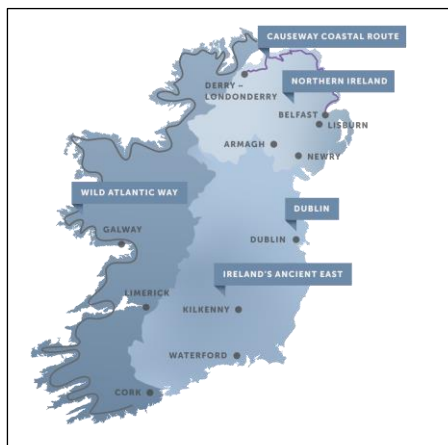 CAUSEWAY COASTAL ROUTE
DERRY –
LONDONDERRY
NORTHERN IRELAND
BELFAST
LISBURN
ARMAGH
NEWRY
WILD ATLANTIC WAY
DUBLIN
GALWAY
DUBLIN
IRELAND'S ANCIENT EAST
LIMERICK
KILKENNY
WATERFORD
CORK